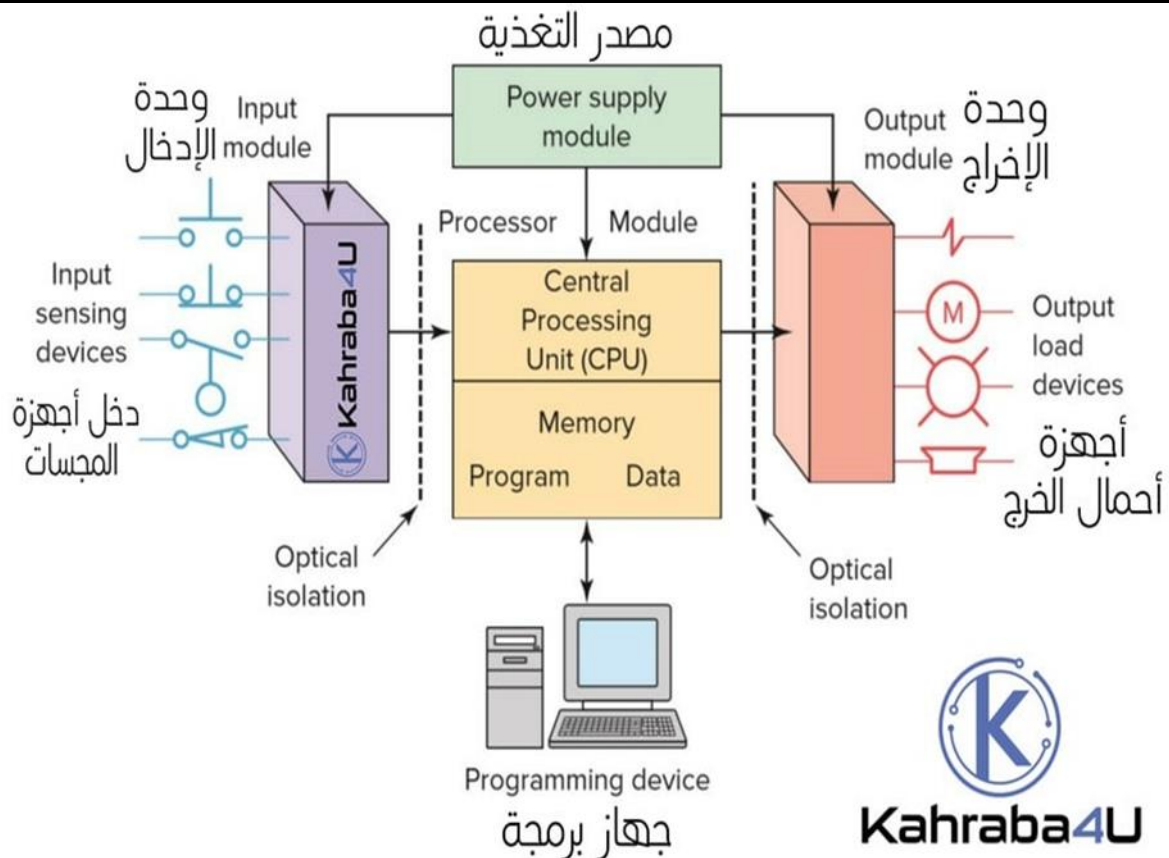 مصدر التغذية
Power supply
module
وحدة
الإدخال
Input
module
Output
module
وحدة
الإخراج
Processor Module
Input
sensing
devices
دخل أجهزة
المجسات
Kahraba4U
Central
Processing
Unit (CPU)
Memory
Program Data
M
Output
load
devices
أجهزة
أحمال الخرج
Optical
isolation
Optical
isolation
Programming device
جهاز برمجة
K
Kahraba4U